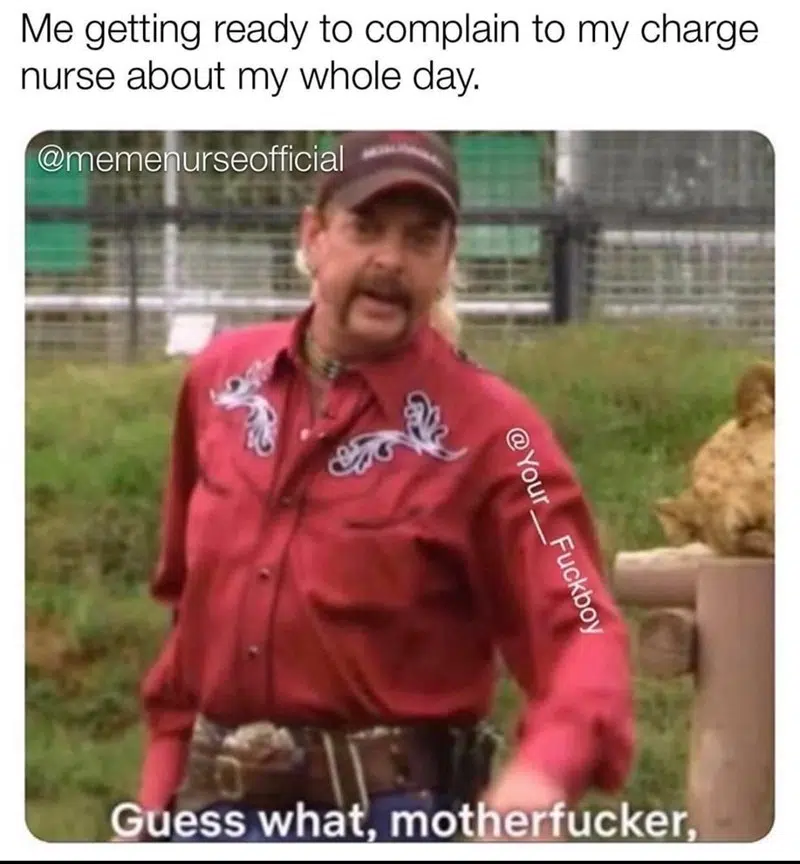 Me getting ready to complain to my charge
nurse about my whole day.
@memenurseofficial
@Your__Fuckboy
Guess what, motherfucker,